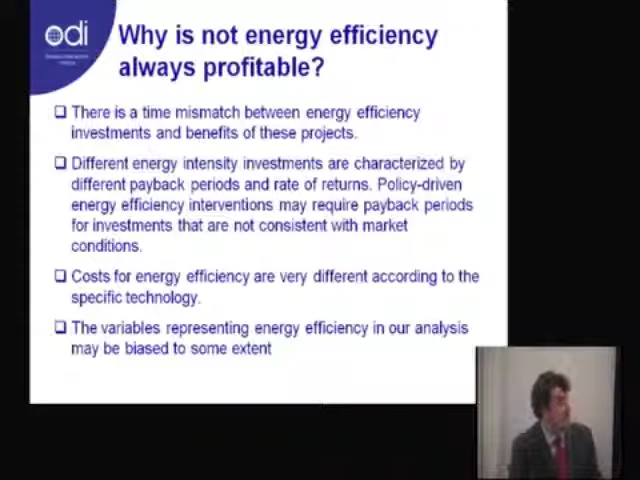 odi
Why is not energy efficiency
always profitable?
❑ There is a time mismatch between energy efficiency
investments and benefits of these projects.
❑ Different energy intensity investments are characterized by
different payback periods and rate of returns. Policy-driven
energy efficiency interventions may require payback periods
for investments that are not consistent with market
conditions.
❑ Costs for energy efficiency are very different according to the
specific technology.
❑ The variables representing energy efficiency in our analysis
may be biased to some extent